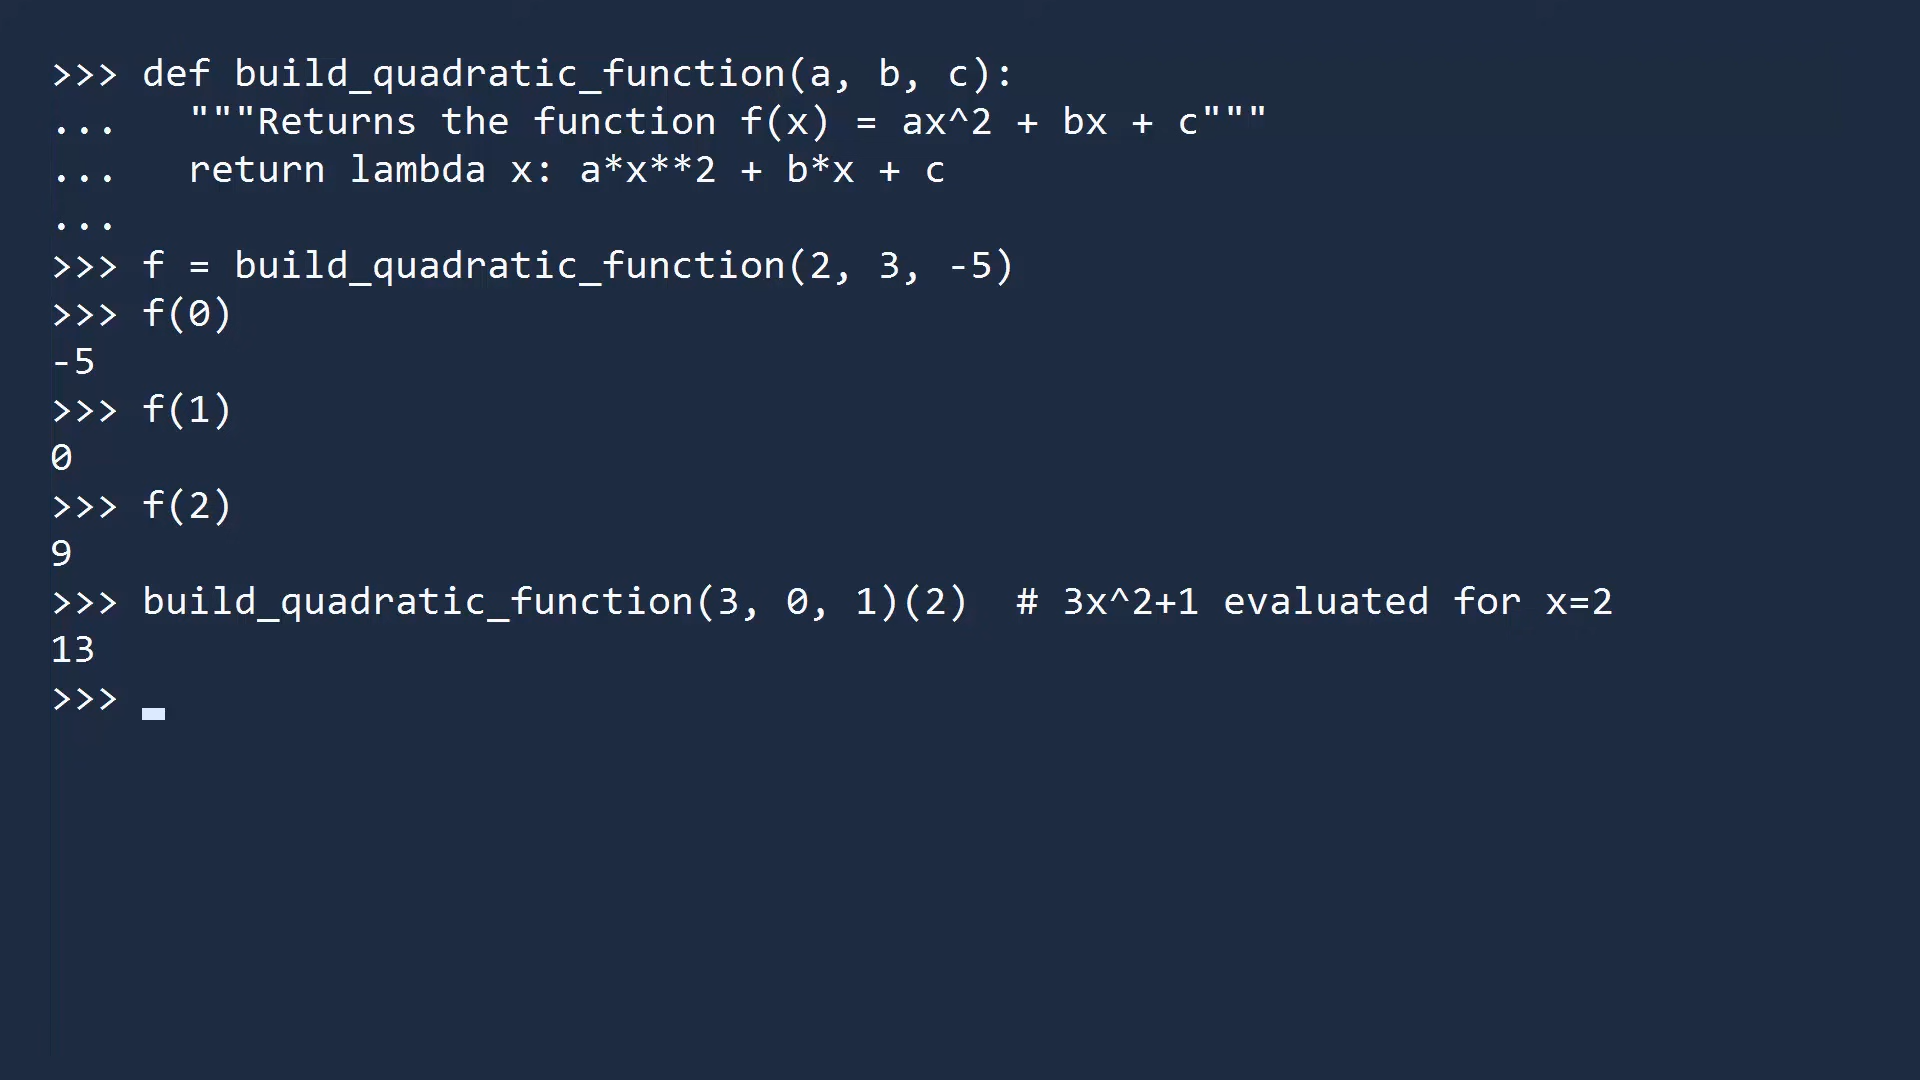 >>> def build_quadratic_function(a, b, c):
...   """Returns the function f(x) = ax^2 + bx + c"""
...   return lambda x: a*x**2 + b*x + c
...
>>> f = build_quadratic_function(2, 3, -5)
>>> f(0)
-5
>>> f(1)
0
>>> f(2)
9
>>> build_quadratic_function(3, 0, 1)(2)  # 3x^2+1 evaluated for x=2
13
>>> _